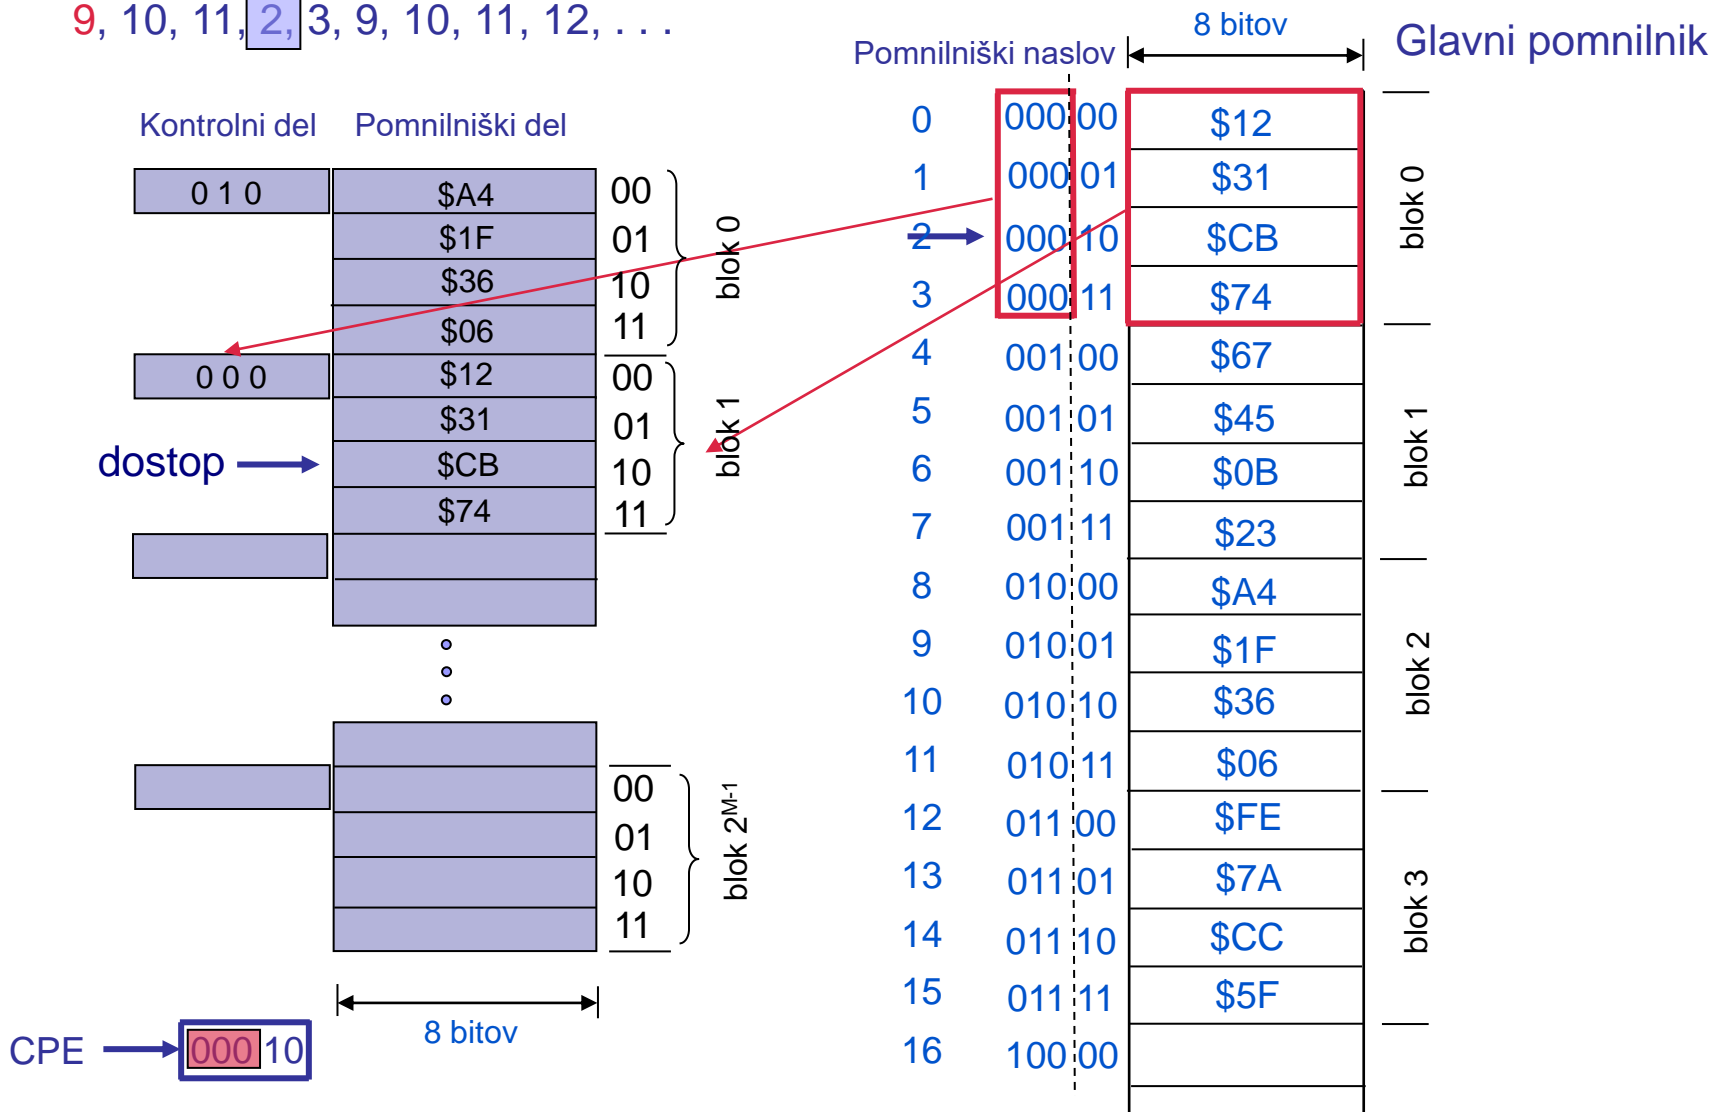 9, 10, 11, 2, 3, 9, 10, 11, 12, . . .
Kontrolni del Pomnilniški del
0 1 0 $A4 00
$1F 01
$36 10
$06 11
blok 0
0 0 0 $12 00
$31 01
dostop $CB 10
$74 11
blok 1
00
01
10
11
blok 2^M-1
8 bitov
CPE 000 10
Pomnilniški naslov 8 bitov Glavni pomnilnik
0 000 00 $12
1 000 01 $31
2 000 10 $CB
3 000 11 $74
blok 0
4 001 00 $67
5 001 01 $45
6 001 10 $0B
7 001 11 $23
blok 1
8 010 00 $A4
9 010 01 $1F
10 010 10 $36
11 010 11 $06
blok 2
12 011 00 $FE
13 011 01 $7A
14 011 10 $CC
15 011 11 $5F
blok 3
16 100 00